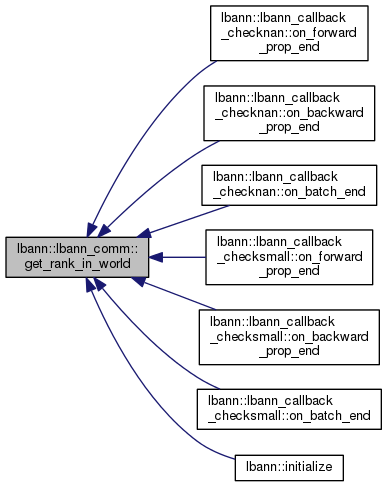 lbann::lbann_callback
_checknan::on_forward
_prop_end
lbann::lbann_callback
_checknan::on_backward
_prop_end
lbann::lbann_callback
_checknan::on_batch_end
lbann::lbann_comm::
get_rank_in_world
lbann::lbann_callback
_checksmall::on_forward
_prop_end
lbann::lbann_callback
_checksmall::on_backward
_prop_end
lbann::lbann_callback
_checksmall::on_batch_end
lbann::initialize